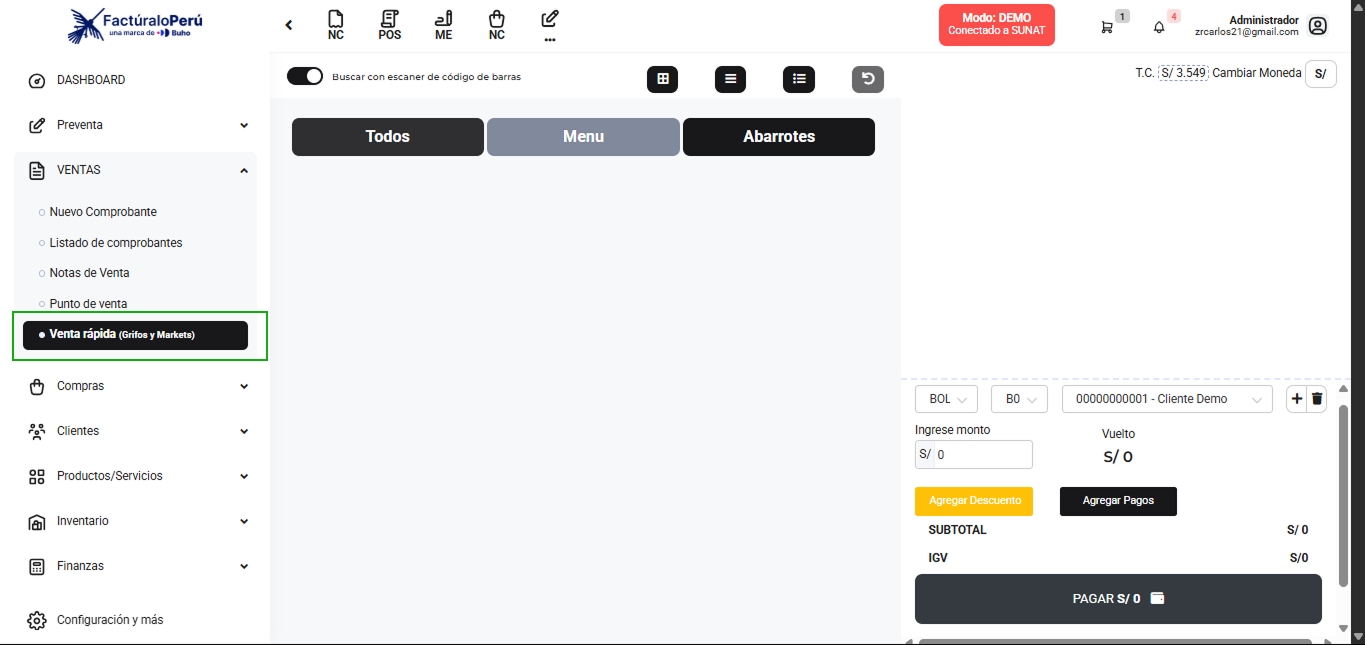 FactúraloPerú
una marca de Buho
NC
POS
ME
NC
...
Modo: DEMO
Conectado a SUNAT
1
4
Administrador
zrcarlos21@gmail.com
DASHBOARD
Preventa
VENTAS
Nuevo Comprobante
Listado de comprobantes
Notas de Venta
Punto de venta
Venta rápida (Grifos y Markets)
Compras
Clientes
Productos/Servicios
Inventario
Finanzas
Configuración y más
Buscar con escaner de código de barras
T.C. S/ 3.549 Cambiar Moneda S/
Todos
Menu
Abarrotes
BOL
B0
00000000001 - Cliente Demo
Ingrese monto
Vuelto
S/ 0
S/ 0
Agregar Descuento
Agregar Pagos
SUBTOTAL S/ 0
IGV S/0
PAGAR S/ 0